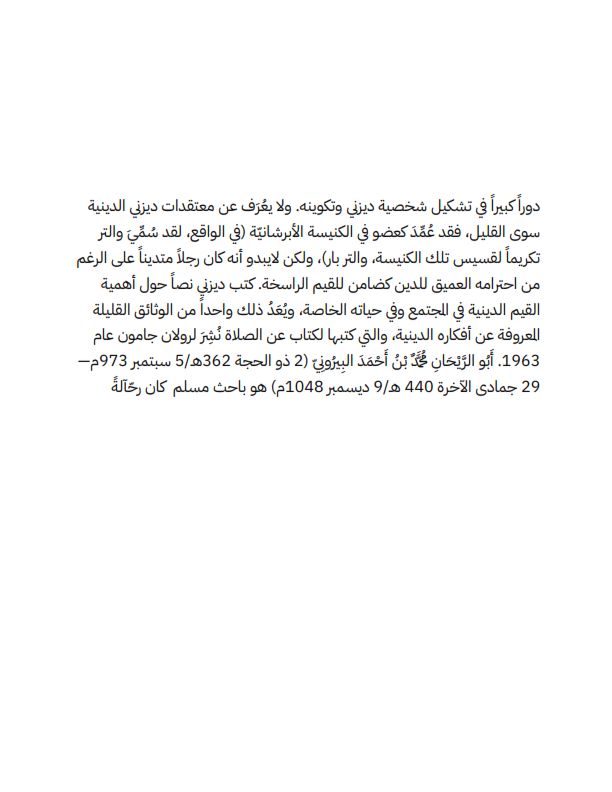 دوراً كبيراً في تشكيل شخصية ديزني وتكوينه. ولا يعُرَف عن معتقدات ديزني الدينية
سوى القليل، فقد عُمِّدَ كعضو في الكنيسة الأبرشانيّة (في الواقع، لقد سُمِّيَ والتر
تكريماً لقسيس تلك الكنيسة، والتر بار)، ولكن لايبدو أنه كان رجلاً متديناً على الرغم
من احترامه العميق للدين كضامن للقيم الراسخة. كتب ديزني نصاً حول أهمية
القيم الدينية في المجتمع وفي حياته الخاصة، ويُعَدُ ذلك واحداً من الوثائق القليلة
المعروفة عن أفكاره الدينية، والتي كتبها لكتاب عن الصلاة نُشِرَ لرولان جامون عام
1963. أَبُو الرَّيْحَانِ مُحَمَّدٌ بْنُ أَحْمَدَ البِيرُونِيّ (2 ذو الحجة 362هـ/5 سبتمبر 973م—
29 جمادى الآخرة 440 هـ/9 ديسمبر 1048م) هو باحث مسلم كان رحّآلةً